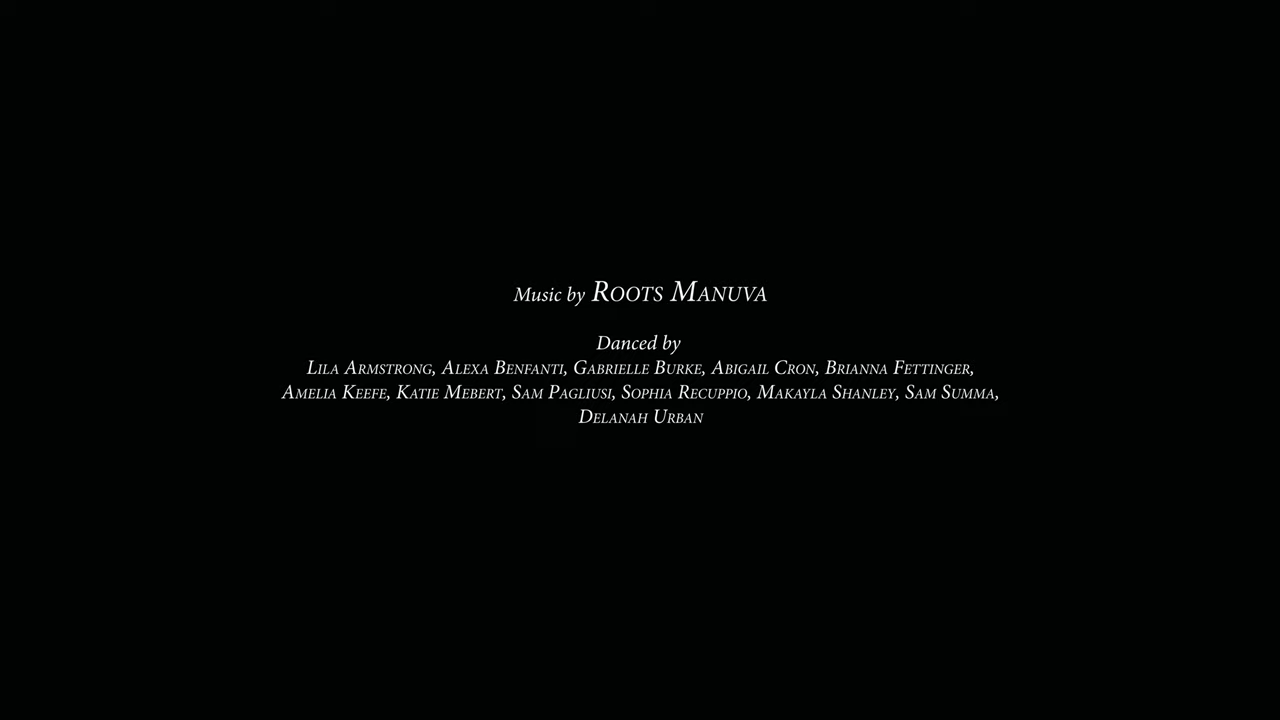 Music by ROOTS MANUVA
Danced by
LILA ARMSTRONG, ALEXA BENFANTI, GABRIELLE BURKE, ABIGAIL CRON, BRIANNA FETTINGER,
AMELIA KEEFE, KATIE MEBERT, SAM PAGLIUSI, SOPHIA RECUPPIO, MAKAYLA SHANLEY, SAM SUMMA,
DELANAH URBAN